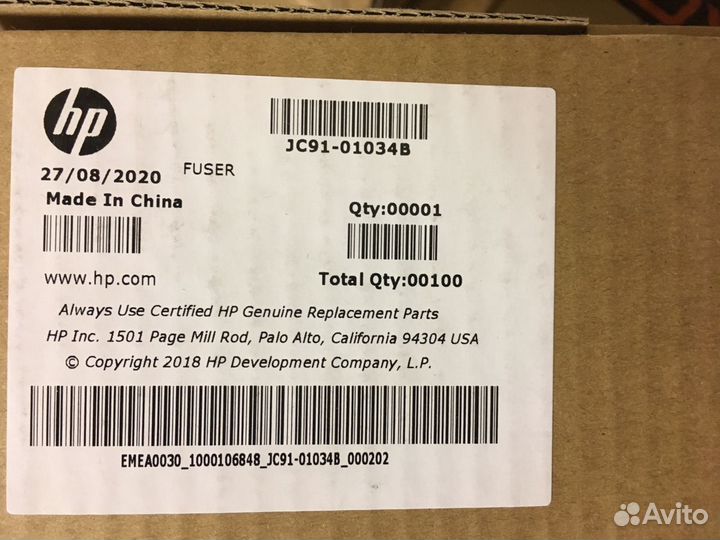 hp
JC91-01034B
27/08/2020 FUSER
Made In China
Qty:00001
www.hp.com
Total Qty:00100
Always Use Certified HP Genuine Replacement Parts
HP Inc. 1501 Page Mill Rod, Palo Alto, California 94304 USA
© Copyright 2018 HP Development Company, L.P.
EMEA0030_1000106848_JC91-01034B_000202
Avito